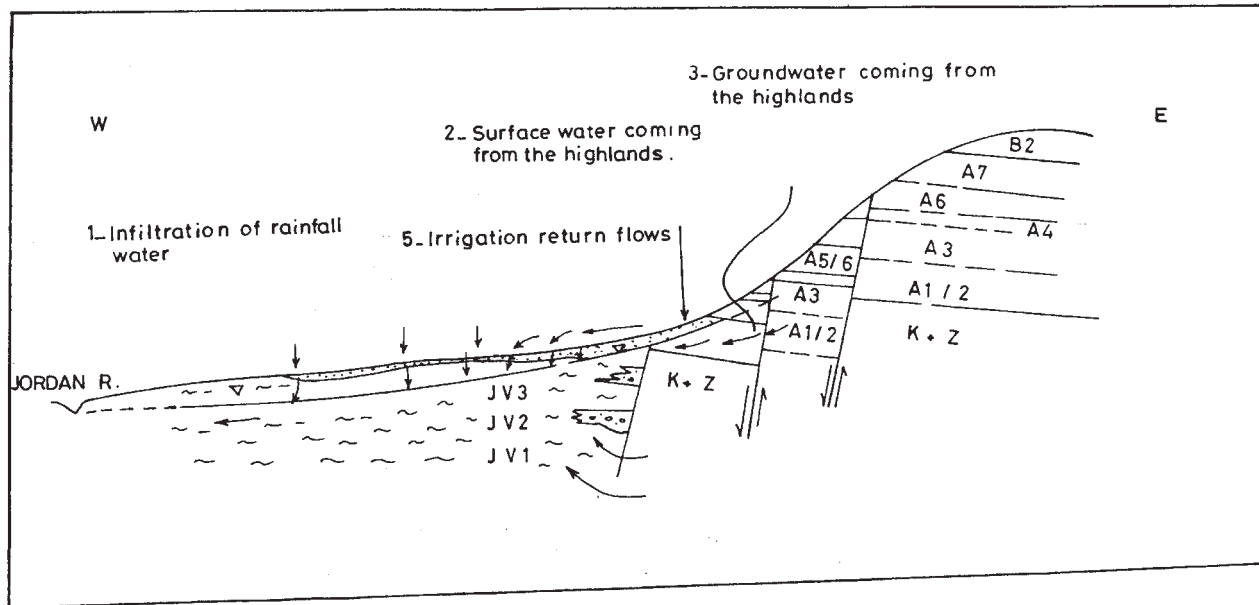 3-Groundwater coming from
the highlands
W
E
2- Surface water coming
from the highlands.
B2
A7
A6
A4
1-Infiltration of rainfall
water
5-Irrigation return flows
A5/6
A3
A3
A1/2
A1/2
K+Z
JORDAN R.
K+Z
JV3
JV2
JV1